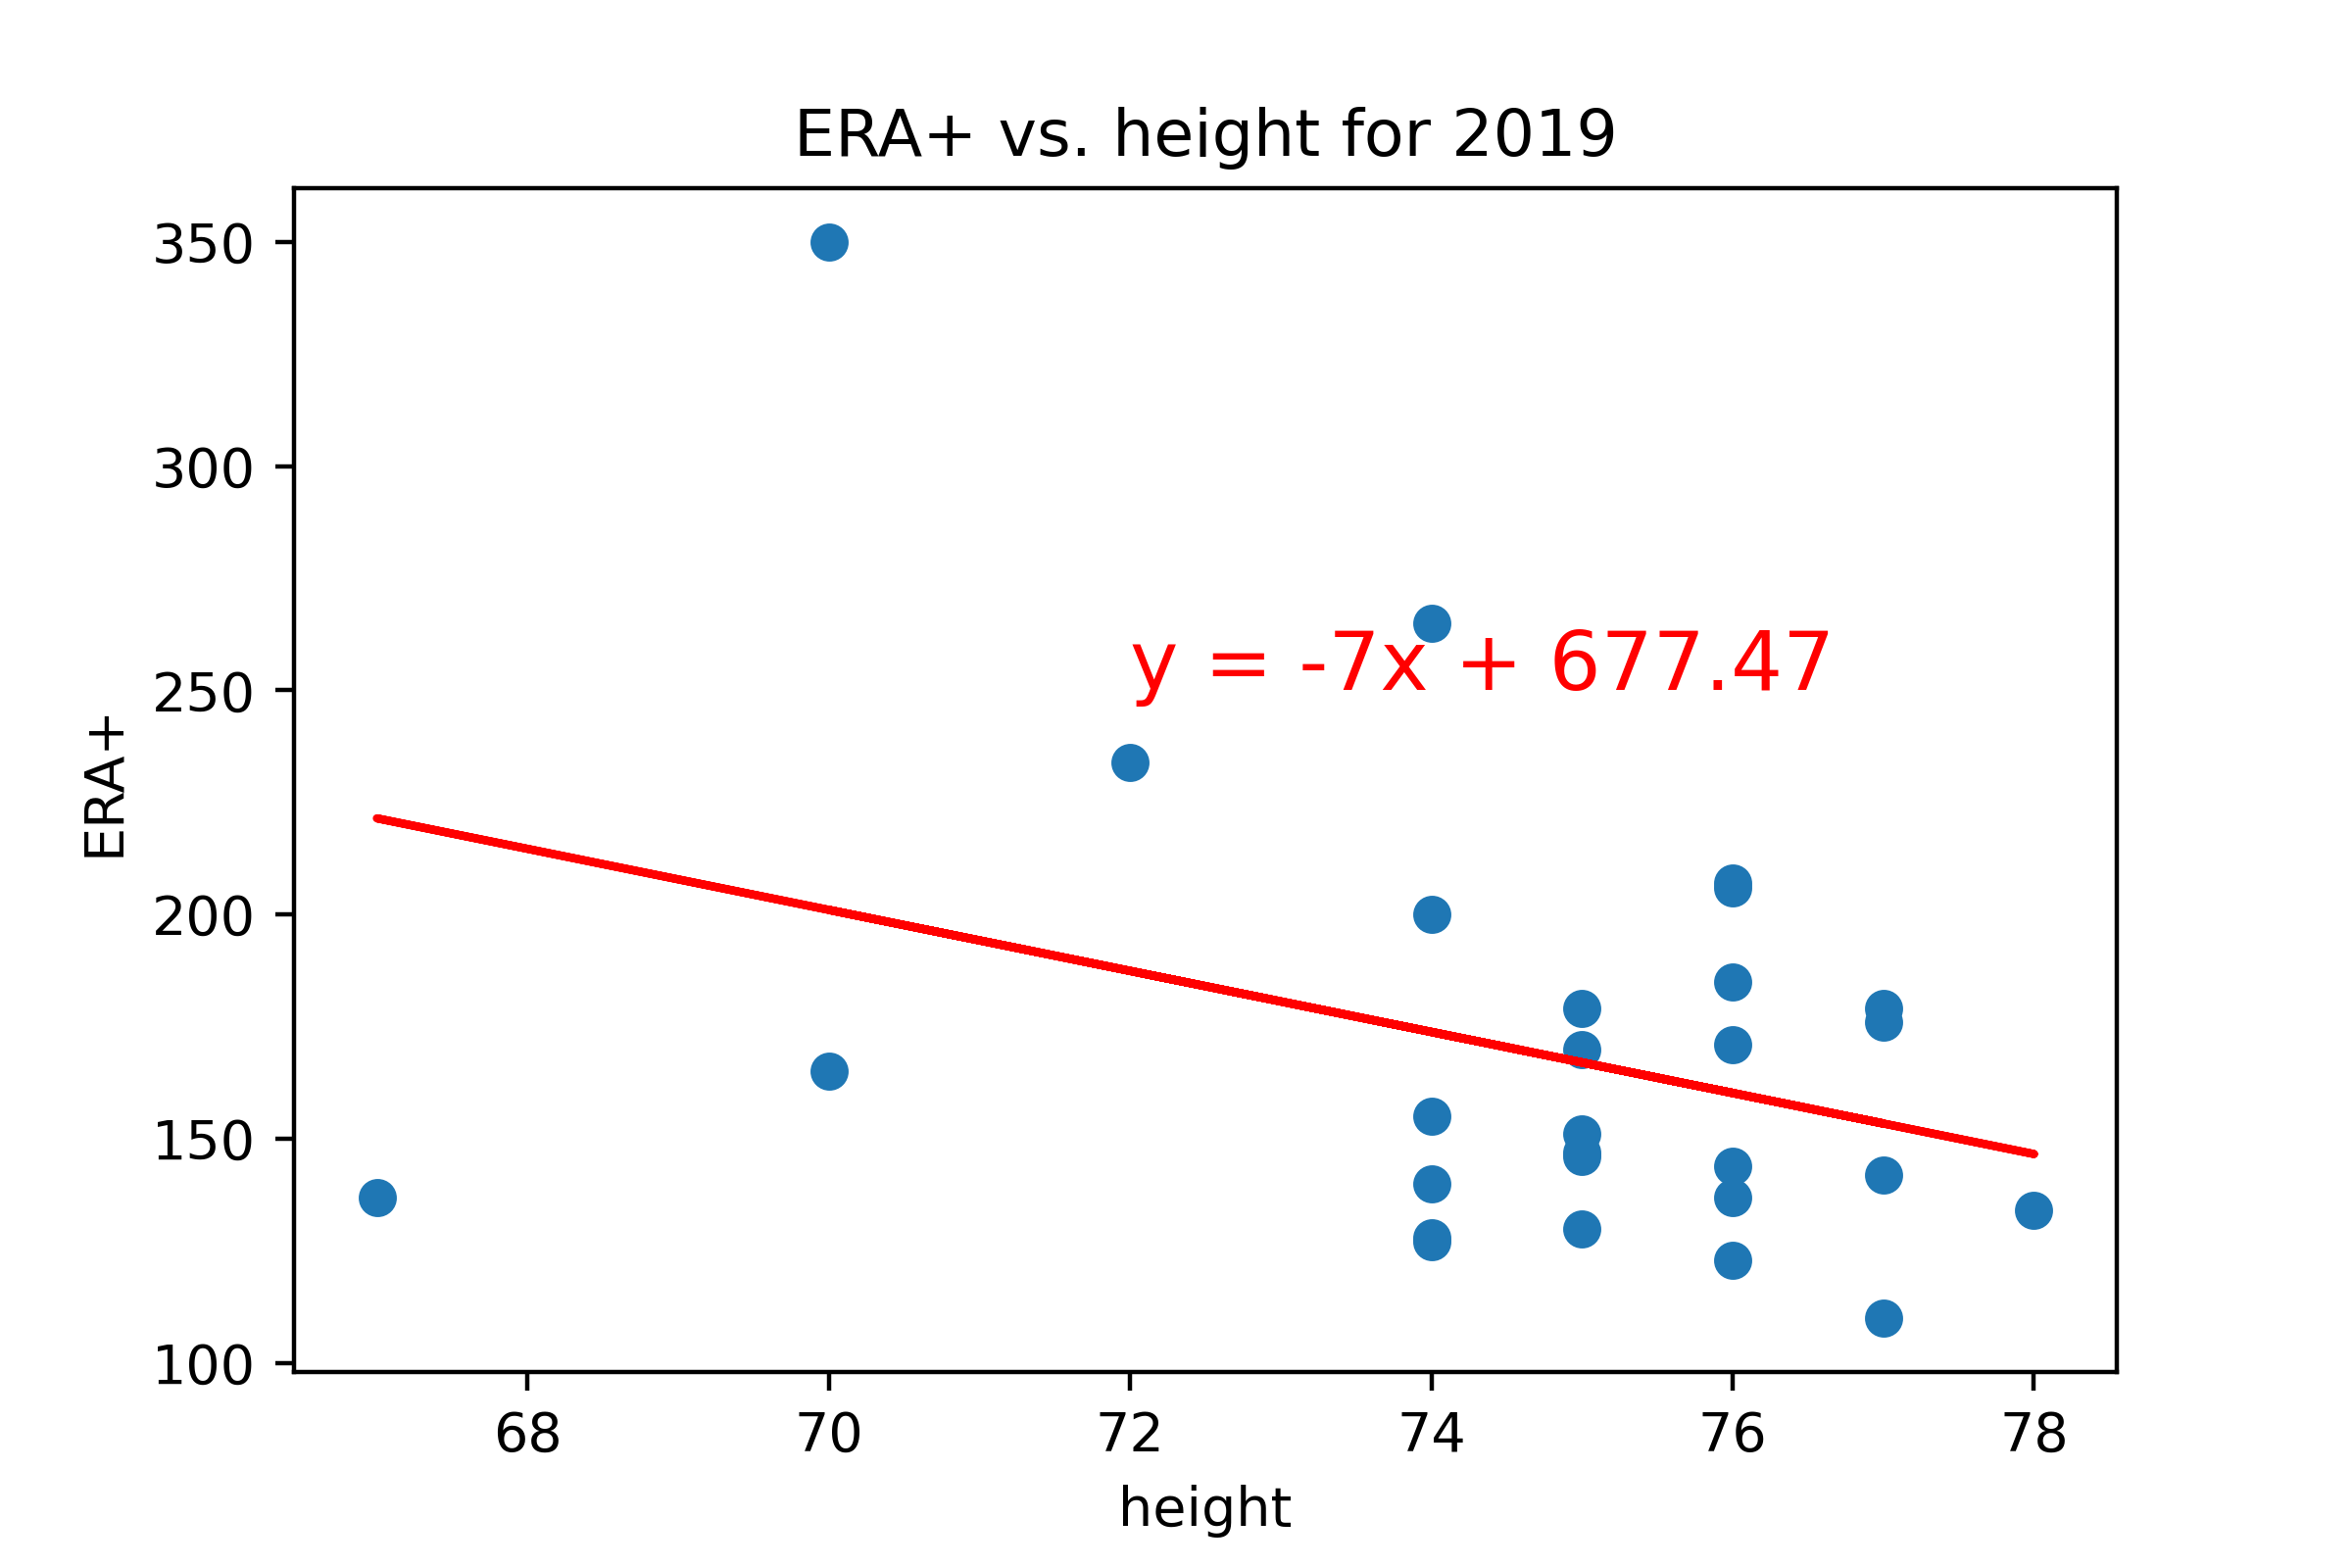 ERA+ vs. height for 2019
350
300
250
200
150
100
ERA+
y = -7x + 677.47
68 70 72 74 76 78
height